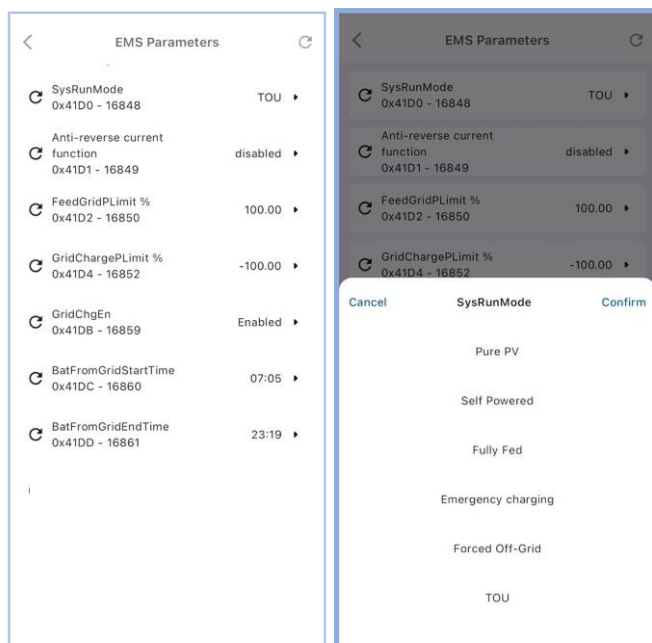 EMS Parameters
SysRunMode
0x41D0 - 16848
TOU
Anti-reverse current
function
0x41D1 - 16849
disabled
FeedGridPLimit %
0x41D2 - 16850
100.00
GridChargePLimit %
0x41D4 - 16852
-100.00
GridChgEn
0x41DB - 16859
Enabled
BatFromGridStartTime
0x41DC - 16860
07:05
BatFromGridEndTime
0x41DD - 16861
23:19
EMS Parameters
SysRunMode
0x41D0 - 16848
TOU
Anti-reverse current
function
0x41D1 - 16849
disabled
FeedGridPLimit %
0x41D2 - 16850
100.00
GridChargePLimit %
0x41D4 - 16852
-100.00
Cancel SysRunMode Confirm
Pure PV
Self Powered
Fully Fed
Emergency charging
Forced Off-Grid
TOU